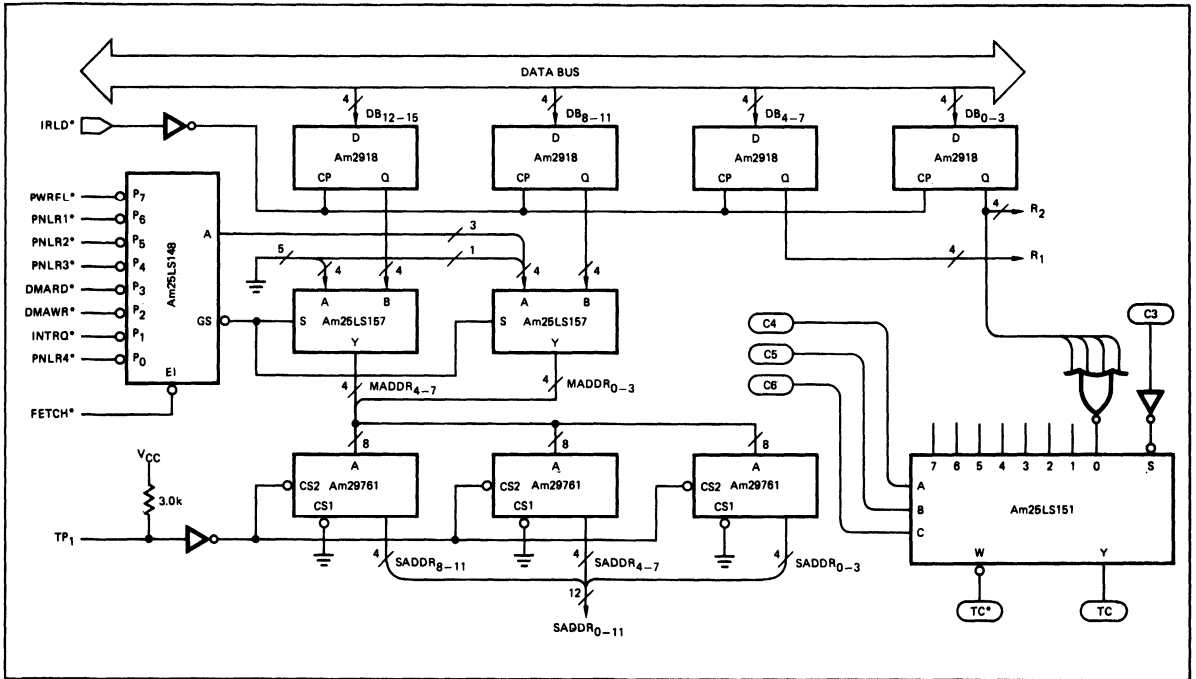 DATA BUS
4 DB12–15
4 DB8–11
4 DB4–7
4 DB0–3
IRLD*
D
Am2918
CP Q
D
Am2918
CP Q
D
Am2918
CP Q
D
Am2918
CP Q
4 R2
4 R1
PWRFL*
PNLR1*
PNLR2*
PNLR3*
DMARD*
DMAWR*
INTRQ*
PNLR4*
FETCH*
P7
P6
P5
P4
P3
P2
P1
P0
Am25LS148
A
GS
EI
3
5
1
4
4
4
4
A B
S Am25LS157
Y
A B
S Am25LS157
Y
4 MADDR4–7
4 MADDR0–3
8
8
8
A
Am29761
CS2
CS1
A
Am29761
CS2
CS1
A
Am29761
CS2
CS1
VCC
3.0k
TP1
4 SADDR8–11
4 SADDR4–7
4 SADDR0–3
12
SADDR0–11
C4
C5
C6
C3
7 6 5 4 3 2 1 0 S
A
B
C
Am25LS151
W Y
TC*
TC